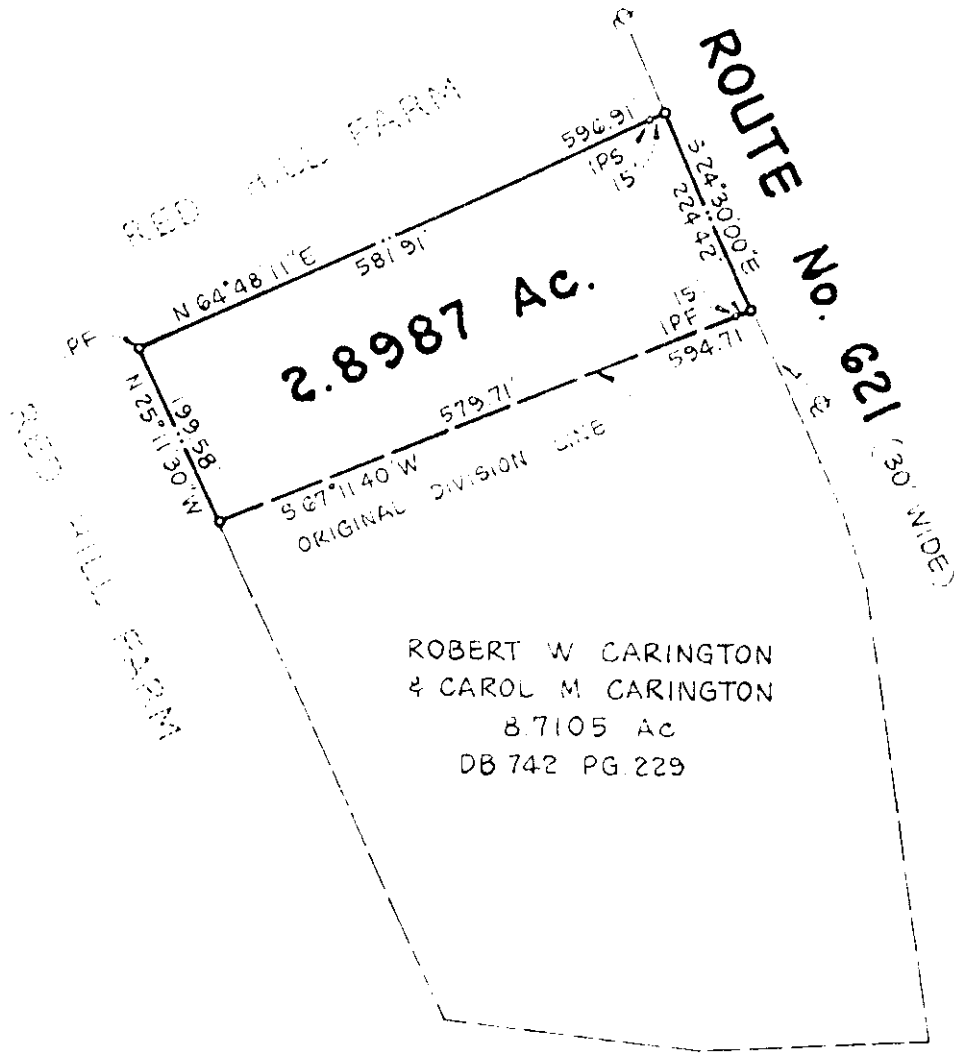 RED HILL FARM
ROUTE No. 621 (30' WIDE)
596.91'
IPS
15'
S 24°30'00"E
224.42'
N 64°48'11"E
581.91'
2.8987 Ac.
15'
IPF
594.71'
IPF
N 25°11'30"W
199.58'
579.71'
S 67°11'40"W
ORIGINAL DIVISION LINE
RED HILL FARM
ROBERT W CARINGTON
& CAROL M CARINGTON
8.7105 AC
DB 742 PG. 229